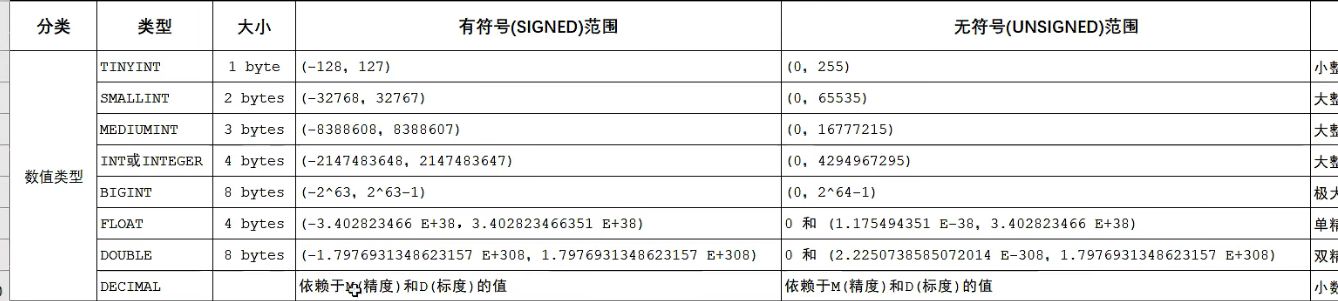 分类 类型 大小 有符号(SIGNED)范围 无符号(UNSIGNED)范围
TINYINT 1 byte (-128, 127) (0, 255) 小整
SMALLINT 2 bytes (-32768, 32767) (0, 65535) 大整
MEDIUMINT 3 bytes (-8388608, 8388607) (0, 16777215) 大整
数值类型 INT或INTEGER 4 bytes (-2147483648, 2147483647) (0, 4294967295) 大整
BIGINT 8 bytes (-2^63, 2^63-1) (0, 2^64-1) 极大
FLOAT 4 bytes (-3.402823466 E+38, 3.402823466351 E+38) 0 和 (1.175494351 E-38, 3.402823466 E+38) 单精
DOUBLE 8 bytes (-1.7976931348623157 E+308, 1.7976931348623157 E+308) 0 和 (2.2250738585072014 E-308, 1.7976931348623157 E+308) 双精
DECIMAL 依赖于M(精度)和D(标度)的值 依赖于M(精度)和D(标度)的值 小数